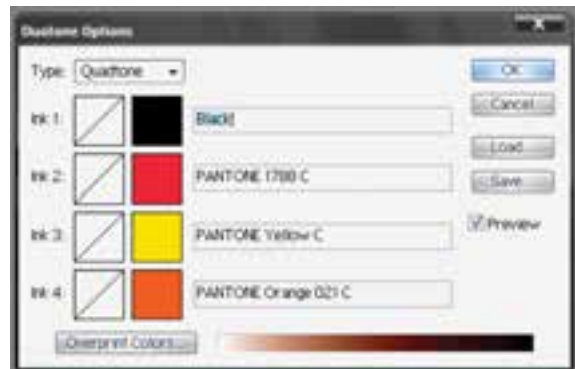 Duotone Options
Type: Quadtone
OK
Ink 1: Black
Cancel
Load
Ink 2: PANTONE 1788 C
Save
Ink 3: PANTONE Yellow C
Preview
Ink 4: PANTONE Orange 021 C
Overprint Colors...